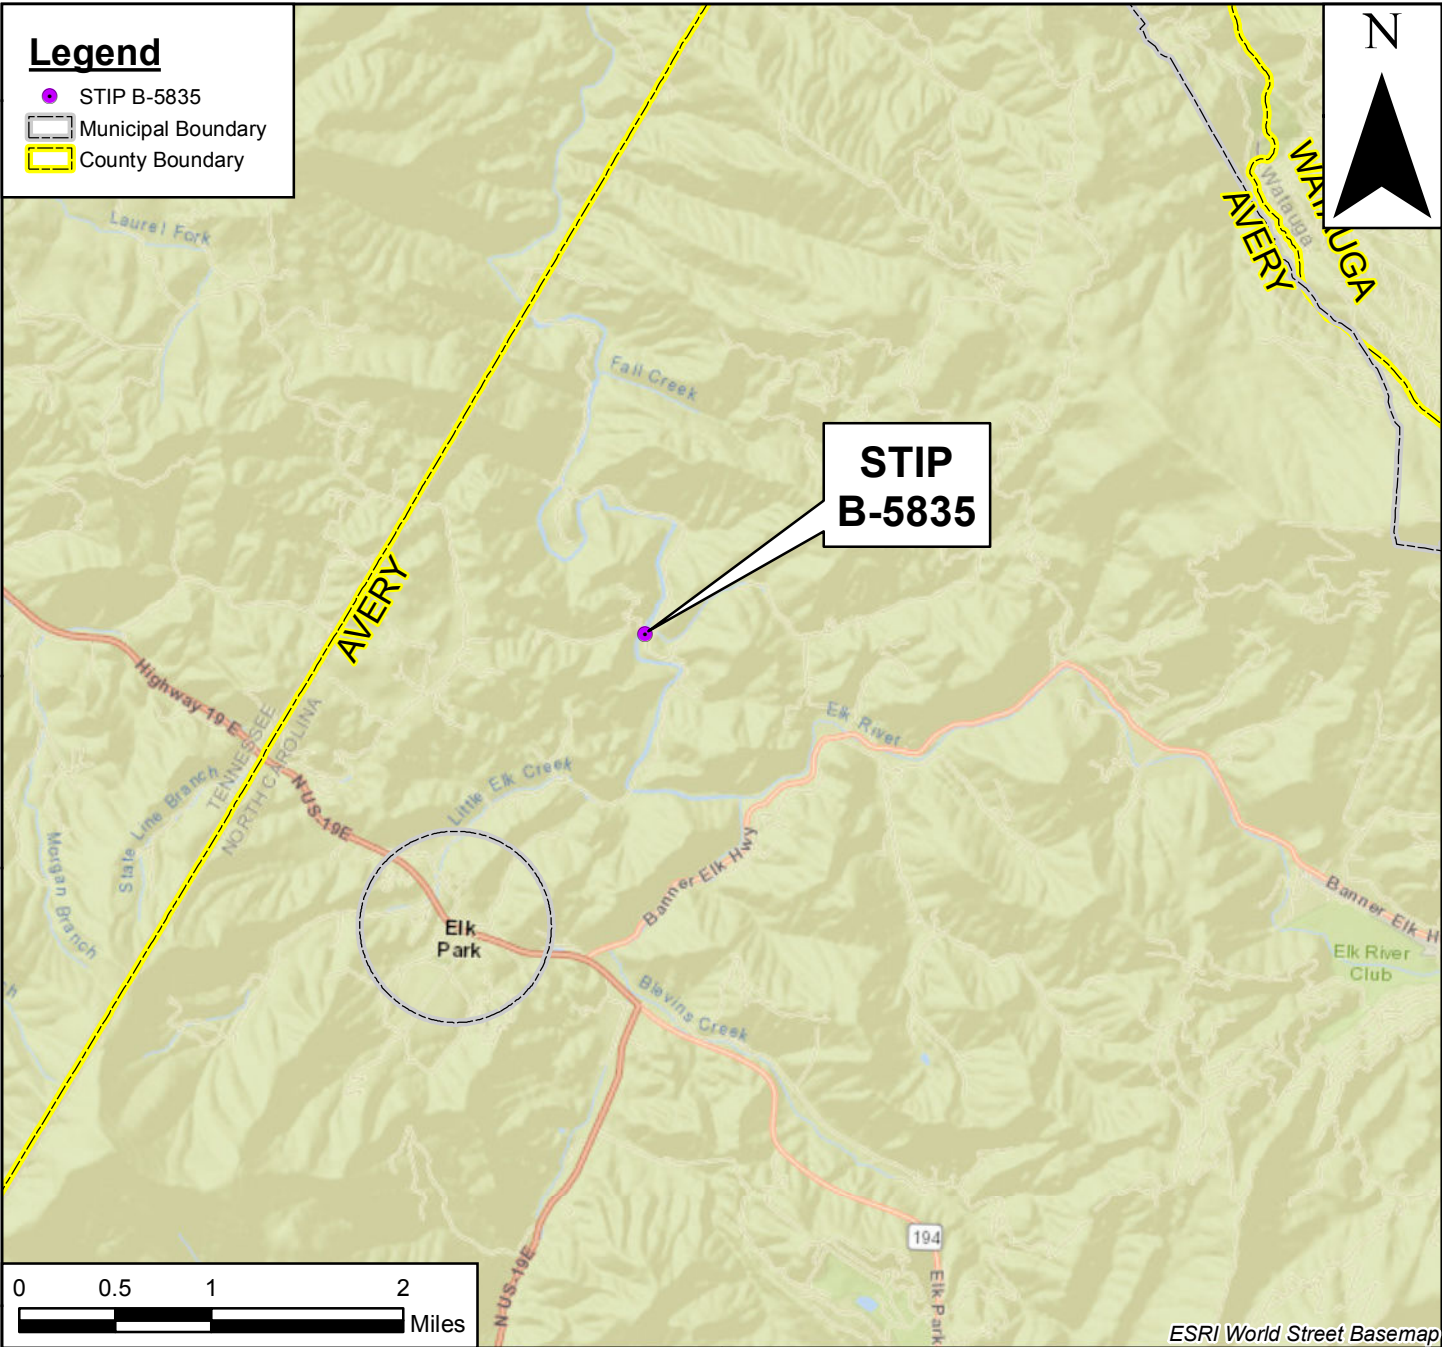 Legend
STIP B-5835
Municipal Boundary
County Boundary
N
Laurel Fork
Watauga
AVERY
Fall Creek
STIP
B-5835
AVERY
Highway 19 E
TENNESSEE
NORTH CAROLINA
State Line Branch
Morgan Branch
N US-19E
Little Elk Creek
Elk River
Banner Elk Hwy
Banner Elk H
Elk
Park
Elk River
Club
Blevins Creek
194
Elk Park
N US-19E
0 0.5 1 2
Miles
ESRI World Street Basemap